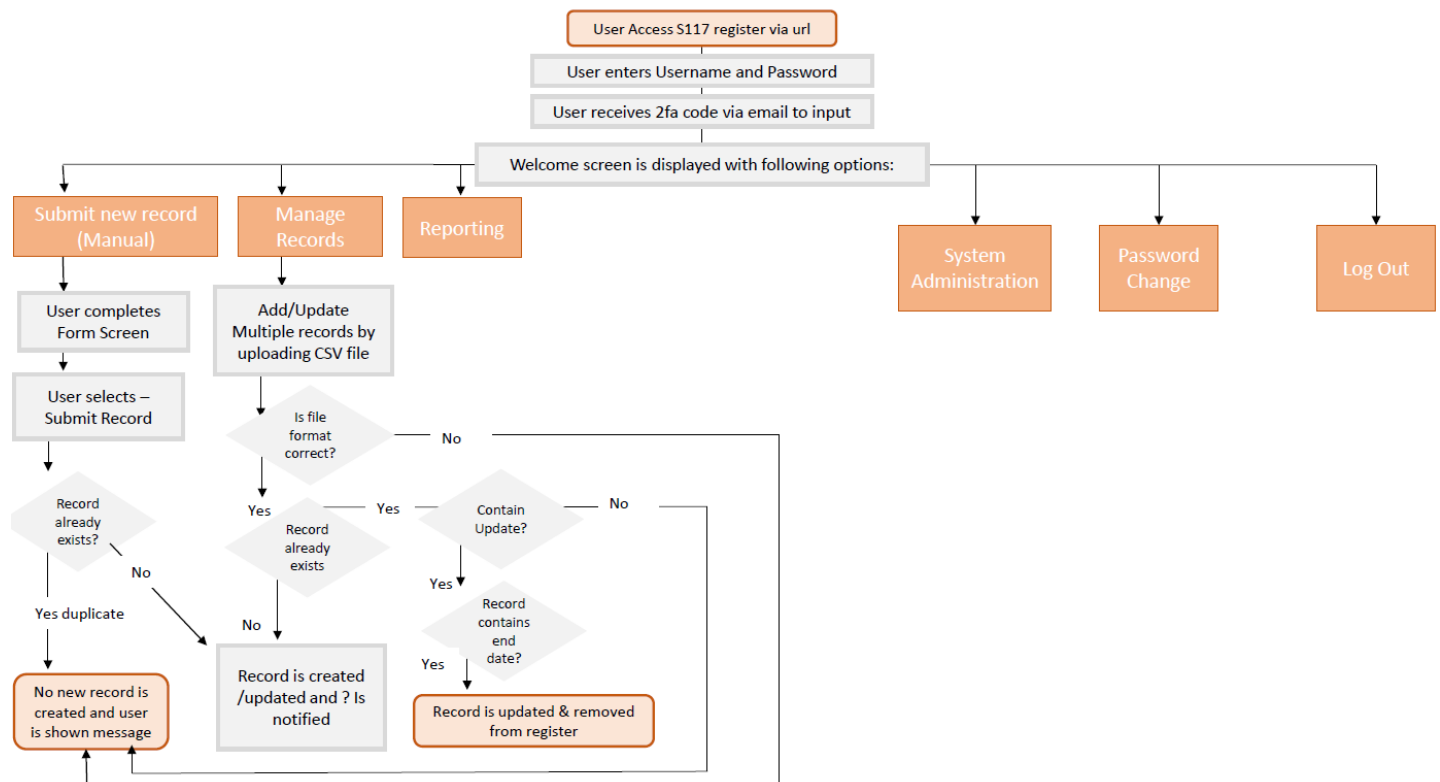 User Access S117 register via url
User enters Username and Password
User receives 2fa code via email to input
Welcome screen is displayed with following options:
Submit new record
(Manual)
Manage
Records
Reporting
System
Administration
Password
Change
Log Out
User completes
Form Screen
Add/Update
Multiple records by
uploading CSV file
User selects –
Submit Record
Is file
format
correct?
No
Record
already
exists?
Yes
Record
already
exists
Yes
Contain
Update?
No
No
Yes
Yes duplicate
No
Record
contains
end
date?
Yes
No new record is
created and user
is shown message
Record is created
/updated and ? Is
notified
Record is updated & removed
from register